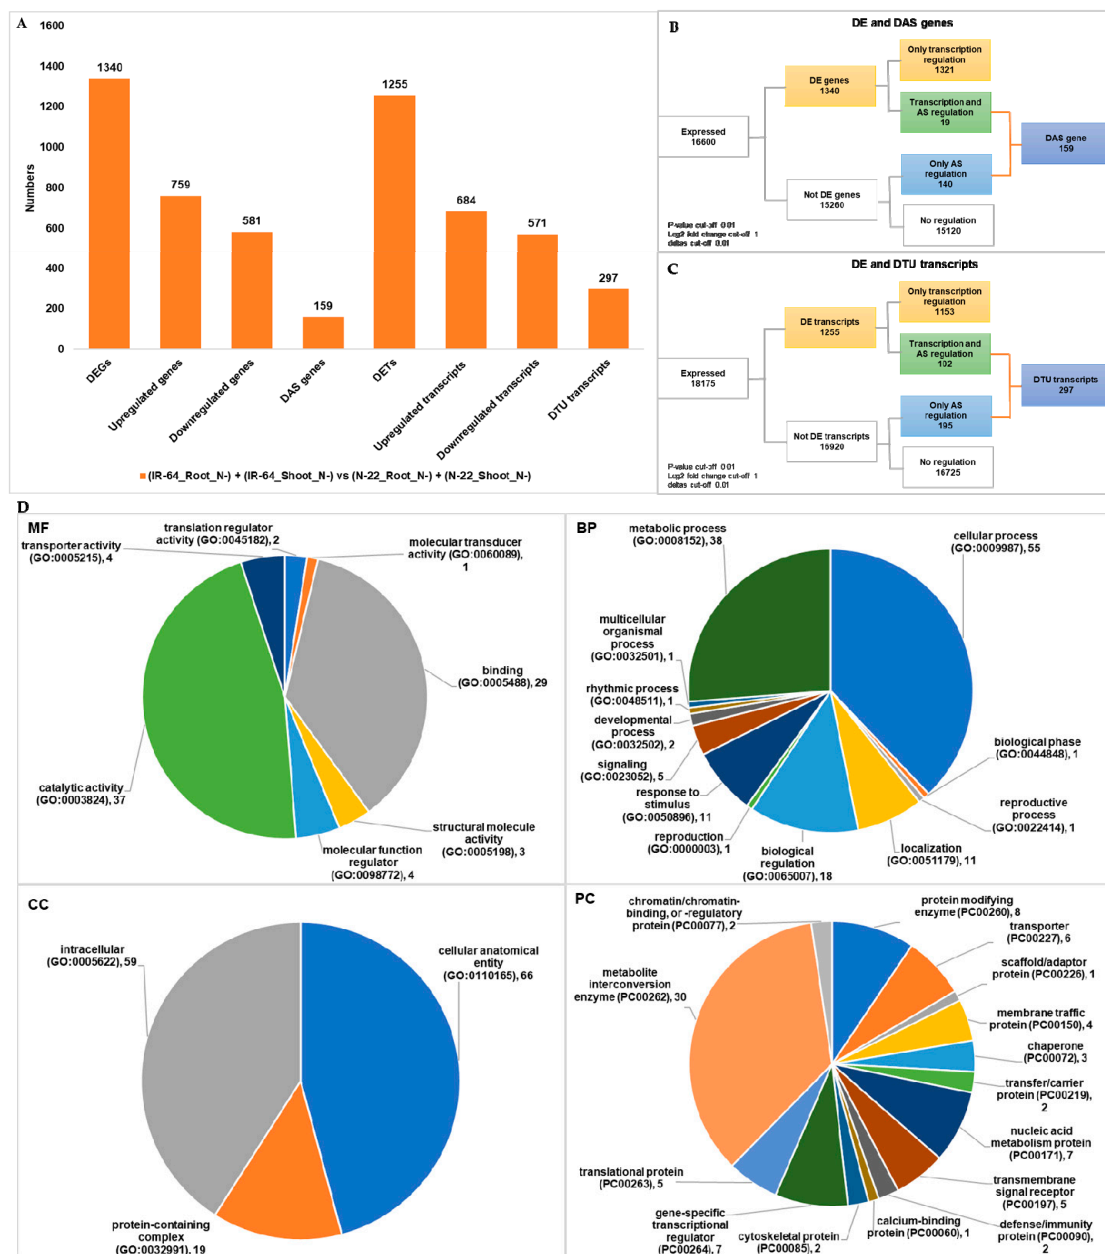 A
1600
1400
1200
1000
800
600
400
200
0
Numbers
1340
759
581
159
1255
684
571
297
DEGs
Upregulated genes
Downregulated genes
DAS genes
DETs
Upregulated transcripts
Downregulated transcripts
DTU transcripts
(IR-64_Root_N-) + (IR-64_Shoot_N-) vs (N-22_Root_N-) + (N-22_Shoot_N-)
B
DE and DAS genes
Expressed
16600
DE genes
1340
Not DE genes
15260
Only transcription
regulation
1321
Transcription and
AS regulation
19
Only AS
regulation
140
No regulation
15120
DAS gene
159
P-value cut-off 0.01
Log2 fold change cut-off 1
deltas cut-off 0.01
C
DE and DTU transcripts
Expressed
18175
DE transcripts
1255
Not DE transcripts
16920
Only transcription
regulation
1153
Transcription and
AS regulation
102
Only AS
regulation
195
No regulation
16725
DTU transcripts
297
P-value cut-off 0.01
Log2 fold change cut-off 1
deltas cut-off 0.01
D
MF
translation regulator
activity (GO:0045182), 2
transporter activity
(GO:0005215), 4
molecular transducer
activity (GO:0060089),
1
binding
(GO:0005488), 29
catalytic activity
(GO:0003824), 37
structural molecule
activity
(GO:0005198), 3
molecular function
regulator
(GO:0098772), 4
BP
metabolic process
(GO:0008152), 38
cellular process
(GO:0009987), 55
multicellular
organismal
process
(GO:0032501), 1
rhythmic process
(GO:0048511), 1
developmental
process
(GO:0032502), 2
signaling
(GO:0023052), 5
response to
stimulus
(GO:0050896), 11
reproduction
(GO:0000003), 1
biological
regulation
(GO:0065007), 18
localization
(GO:0051179), 11
reproductive
process
(GO:0022414), 1
biological phase
(GO:0044848), 1
CC
intracellular
(GO:0005622), 59
cellular anatomical
entity
(GO:0110165), 66
protein-containing
complex
(GO:0032991), 19
PC
chromatin/chromatin-
binding, or -regulatory
protein (PC00077), 2
protein modifying
enzyme (PC00260), 8
transporter
(PC00227), 6
scaffold/adaptor
protein (PC00226), 1
membrane traffic
protein (PC00150), 4
chaperone
(PC00072), 3
transfer/carrier
protein (PC00219),
2
nucleic acid
metabolism protein
(PC00171), 7
transmembrane
signal receptor
(PC00197), 5
defense/immunity
protein (PC00090),
2
calcium-binding
protein (PC00060), 1
cytoskeletal protein
(PC00085), 2
gene-specific
transcriptional
regulator
(PC00264), 7
translational protein
(PC00263), 5
metabolite
interconversion
enzyme (PC00262), 30